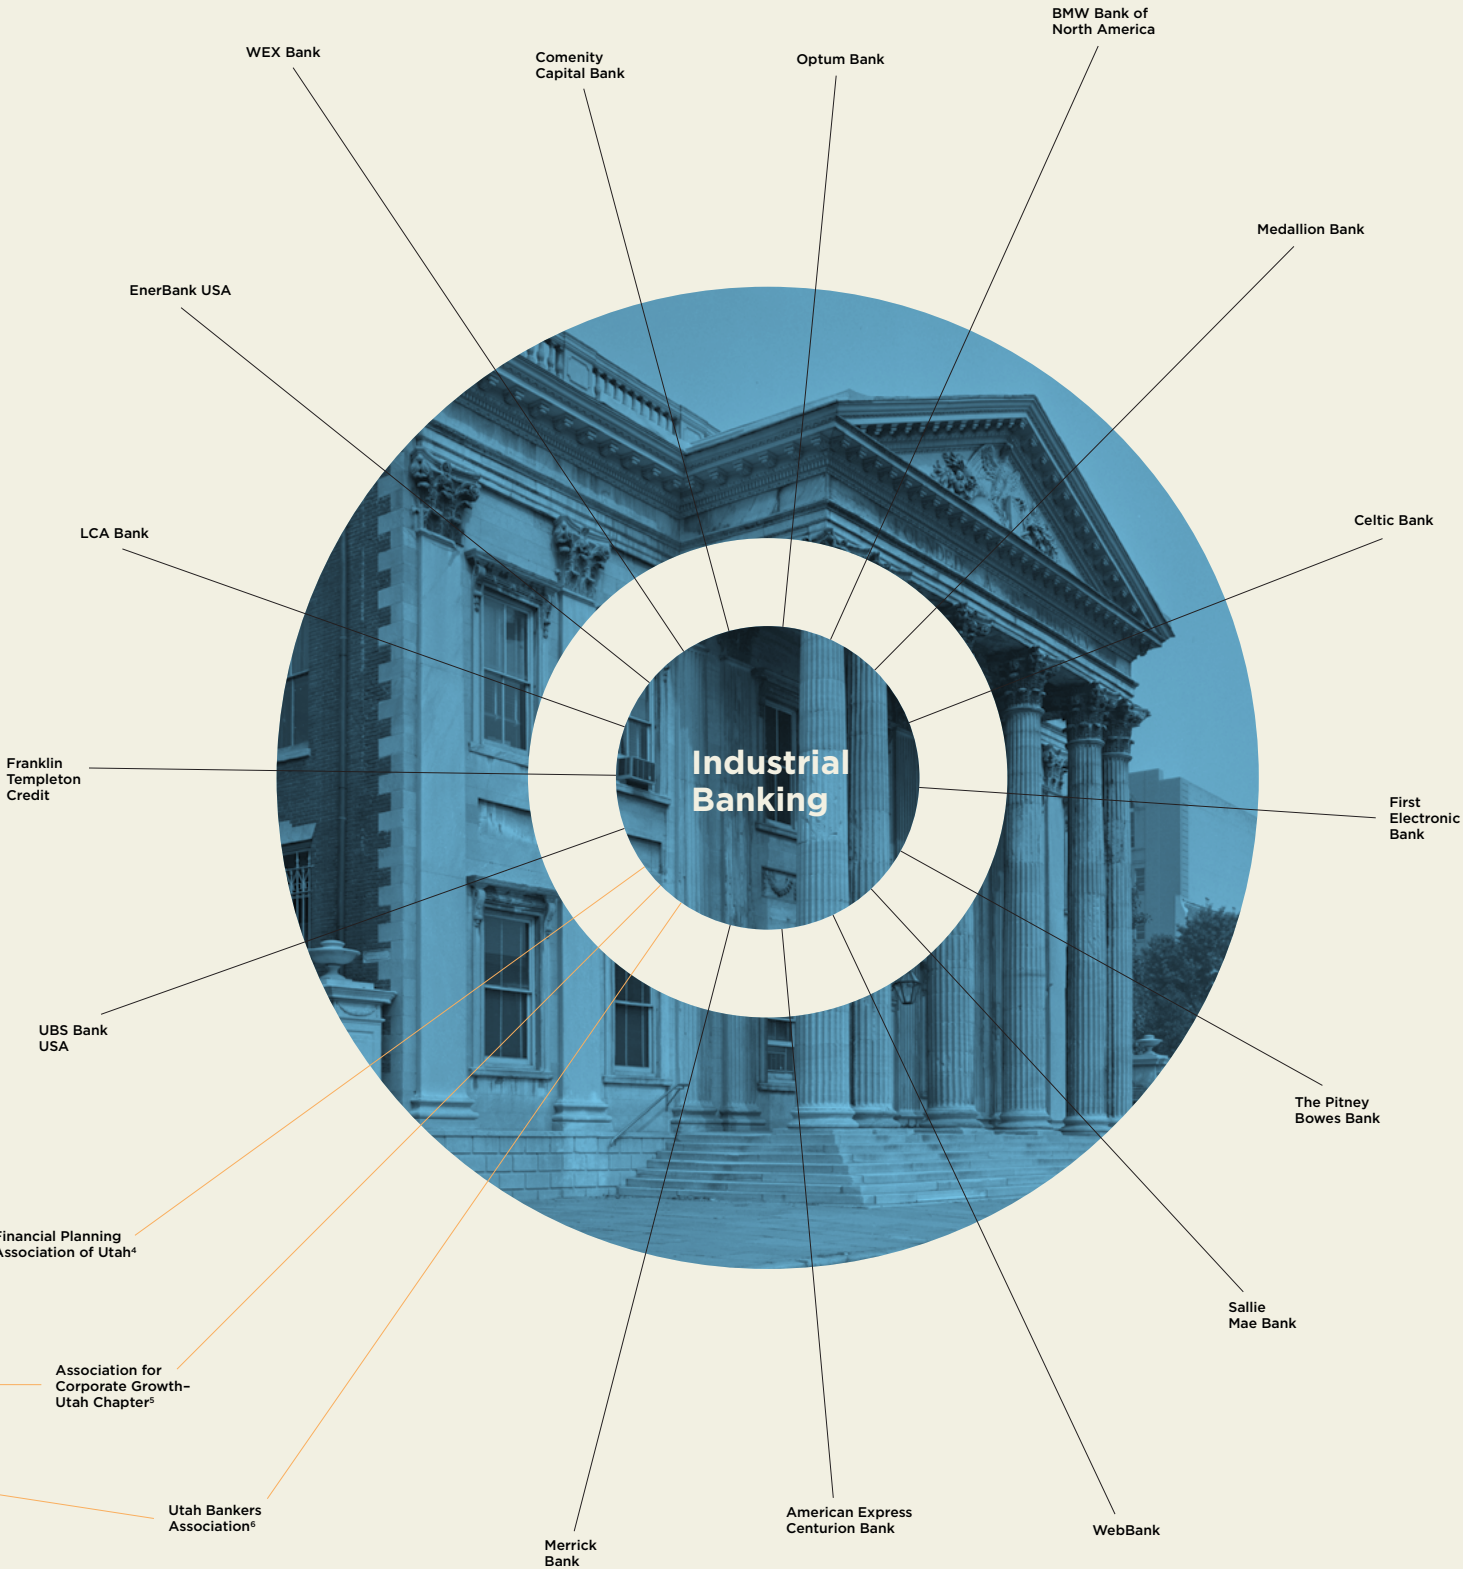 BMW Bank of
North America
WEX Bank
Comenity
Capital Bank
Optum Bank
Medallion Bank
EnerBank USA
Celtic Bank
LCA Bank
Industrial
Banking
Franklin
Templeton
Credit
First
Electronic
Bank
UBS Bank
USA
The Pitney
Bowes Bank
Financial Planning
Association of Utah⁴
Sallie
Mae Bank
Association for
Corporate Growth–
Utah Chapter⁵
Utah Bankers
Association⁶
American Express
Centurion Bank
WebBank
Merrick
Bank